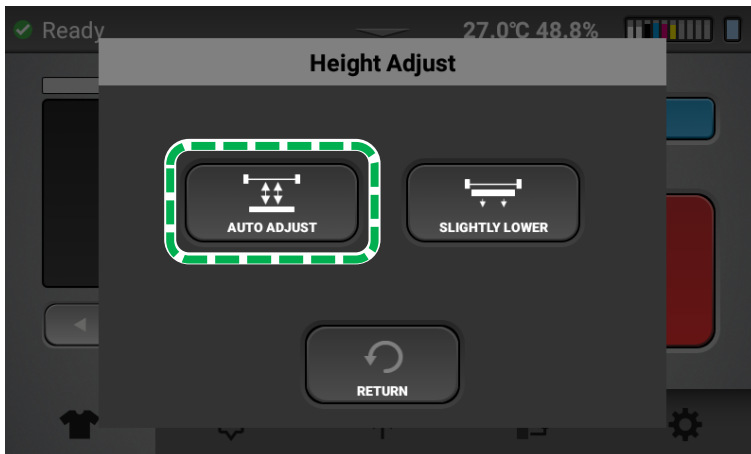 Ready
27.0°C 48.8%
Height Adjust
AUTO ADJUST
SLIGHTLY LOWER
RETURN